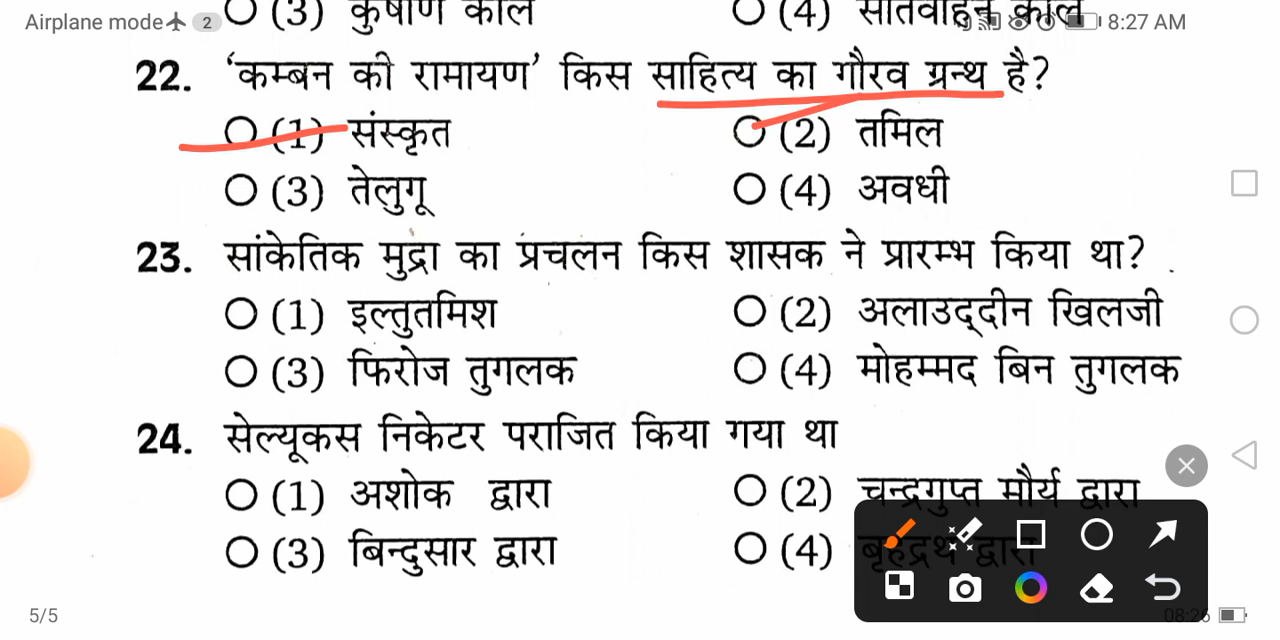 Airplane mode 2 8:27 AM
(3) कुषाण काल (4) सातवाहन काल
22. ‘कम्बन की रामायण’ किस साहित्य का गौरव ग्रन्थ है?
(1) संस्कृत (2) तमिल
(3) तेलुगू (4) अवधी
23. सांकेतिक मुद्रा का प्रचलन किस शासक ने प्रारम्भ किया था?
(1) इल्तुतमिश (2) अलाउद्दीन खिलजी
(3) फिरोज तुगलक (4) मोहम्मद बिन तुगलक
24. सेल्यूकस निकेटर पराजित किया गया था
(1) अशोक द्वारा (2) चन्द्रगुप्त मौर्य द्वारा
(3) बिन्दुसार द्वारा (4) बृहद्रथ द्वारा
5/5 08:26